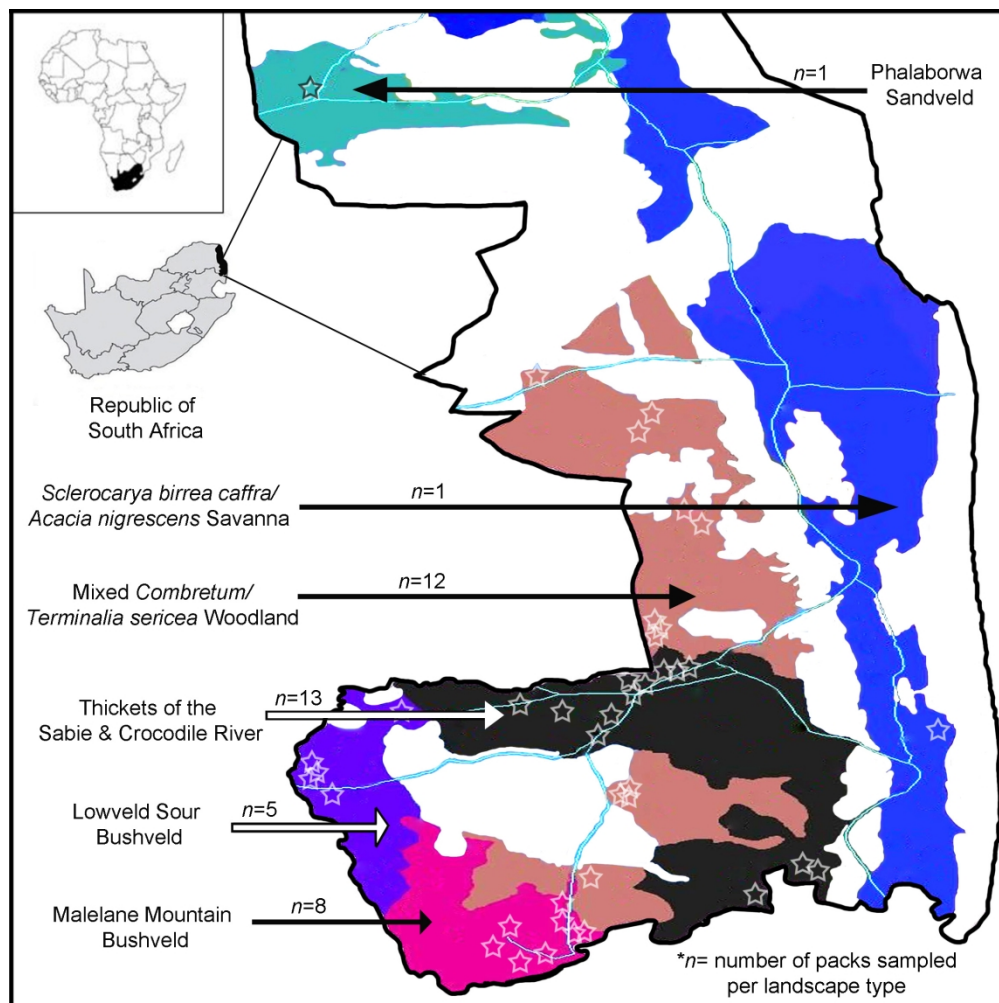 n=1
Phalaborwa
Sandveld
Republic of
South Africa
Sclerocarya birrea caffra/
Acacia nigrescens Savanna
n=1
Mixed Combretum/
Terminalia sericea Woodland
n=12
Thickets of the
Sabie & Crocodile River
n=13
Lowveld Sour
Bushveld
n=5
Malelane Mountain
Bushveld
n=8
*n= number of packs sampled
per landscape type